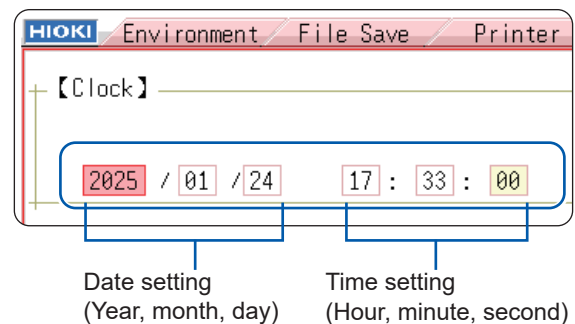 HIOKI Environment File Save Printer
【Clock】
2025 / 01 / 24 17 : 33 : 00
Date setting
(Year, month, day)
Time setting
(Hour, minute, second)